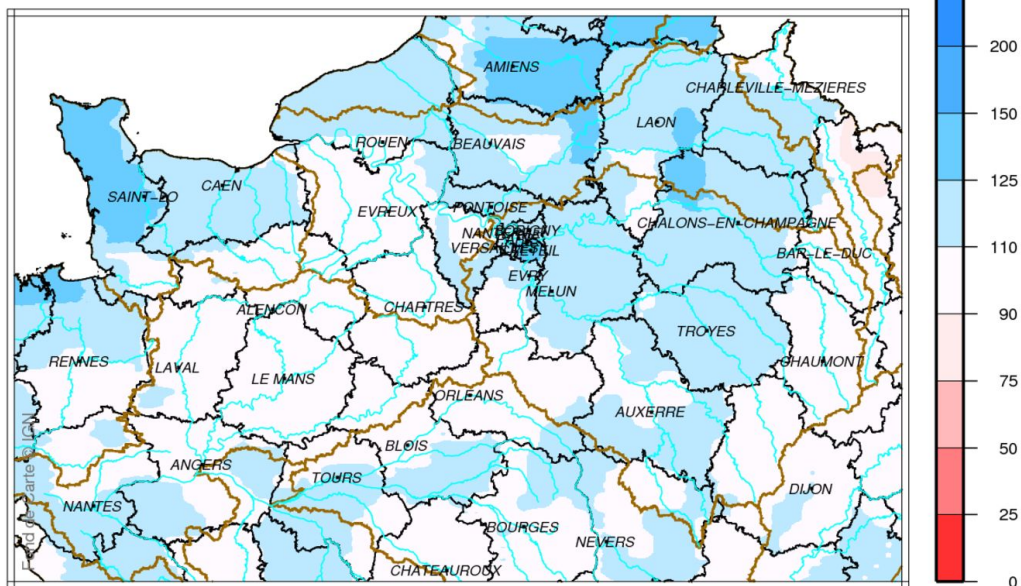 AMIENS
CHARLEVILLE-MEZIERES
LAON
ROUEN
BEAUVAIS
SAINT-LO
CAEN
EVREUX
PONTOISE
CHALONS-EN-CHAMPAGNE
BAR-LE-DUC
EVRY
MELUN
ALENCON
CHARTRES
TROYES
RENNES
LAVAL
LE MANS
CHAUMONT
ORLEANS
AUXERRE
BLOIS
ANGERS
TOURS
NANTES
DIJON
BOURGES
NEVERS
CHATEAUROUX
Fond de Carte © IGN
200
150
125
110
90
75
50
25
0